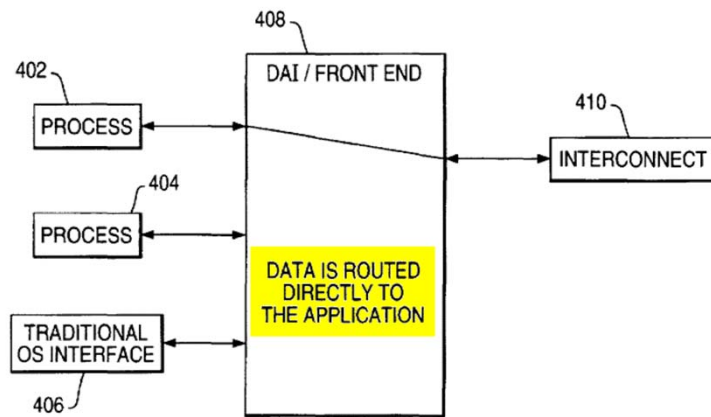 408
402
DAI / FRONT END
410
PROCESS
INTERCONNECT
404
PROCESS
DATA IS ROUTED
DIRECTLY TO
THE APPLICATION
TRADITIONAL
OS INTERFACE
406